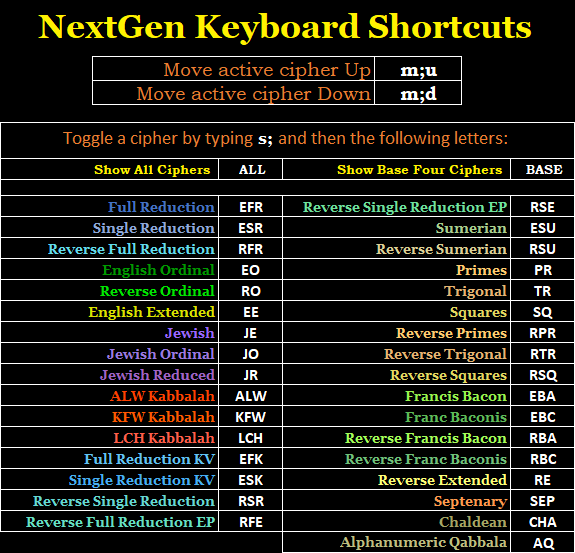 NextGen Keyboard Shortcuts
Move active cipher Up m;u
Move active cipher Down m;d
Toggle a cipher by typing s; and then the following letters:
Show All Ciphers ALL Show Base Four Ciphers BASE
Full Reduction EFR Reverse Single Reduction EP RSE
Single Reduction ESR Sumerian ESU
Reverse Full Reduction RFR Reverse Sumerian RSU
English Ordinal EO Primes PR
Reverse Ordinal RO Trigonal TR
English Extended EE Squares SQ
Jewish JE Reverse Primes RPR
Jewish Ordinal JO Reverse Trigonal RTR
Jewish Reduced JR Reverse Squares RSQ
ALW Kabbalah ALW Francis Bacon EBA
KFW Kabbalah KFW Franc Baconis EBC
LCH Kabbalah LCH Reverse Francis Bacon RBA
Full Reduction KV EFK Reverse Franc Baconis RBC
Single Reduction KV ESK Reverse Extended RE
Reverse Single Reduction RSR Septenary SEP
Reverse Full Reduction EP RFE Chaldean CHA
Alphanumeric Qabbala AQ